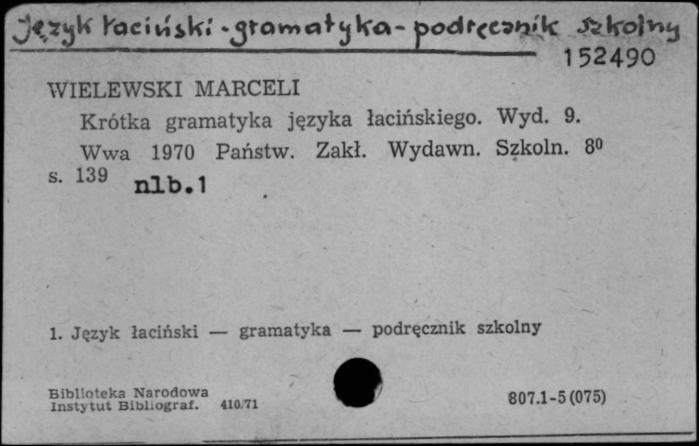 Język łaciński - gramatyka - podręcznik szkolny
152490
WIELEWSKI MARCELI
Krótka gramatyka języka łacińskiego. Wyd. 9.
Wwa 1970 Państw. Zakł. Wydawn. Szkoln. 8⁰
s. 139 nlb.1
1. Język łaciński — gramatyka — podręcznik szkolny
Biblioteka Narodowa
Instytut Bibliograf. 410/71
807.1-5(075)